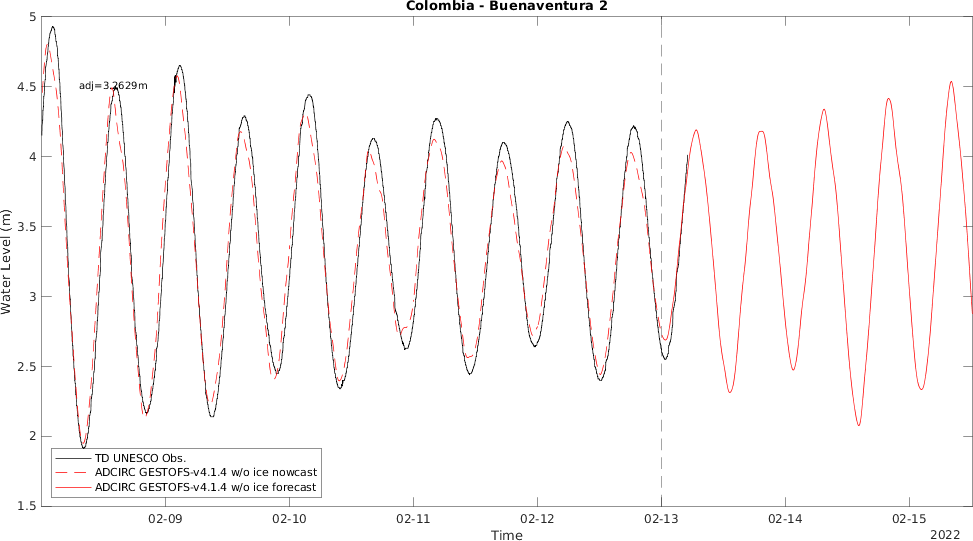 Colombia - Buenaventura 2
5
4.5
4
3.5
3
2.5
2
1.5
Water Level (m)
adj=3.2629m
TD UNESCO Obs.
ADCIRC GESTOFS-v4.1.4 w/o ice nowcast
ADCIRC GESTOFS-v4.1.4 w/o ice forecast
02-09 02-10 02-11 02-12 02-13 02-14 02-15
Time
2022